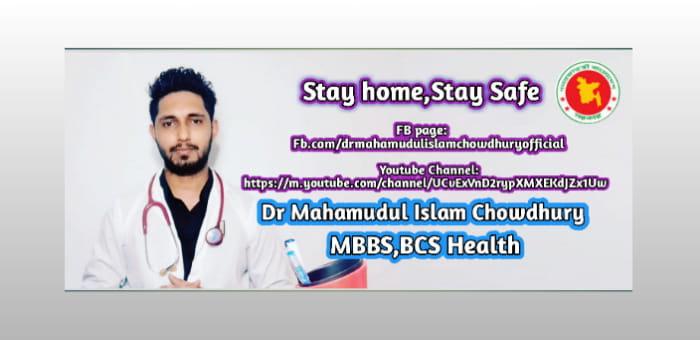 Stay home,Stay Safe
FB page:
Fb.com/drmahamudulislamchowdhuryofficial
Youtube Channel:
https://m.youtube.com/channel/UCvExVnD2rypXMXEKdJZx1Uw
Dr Mahamudul Islam Chowdhury
MBBS,BCS Health